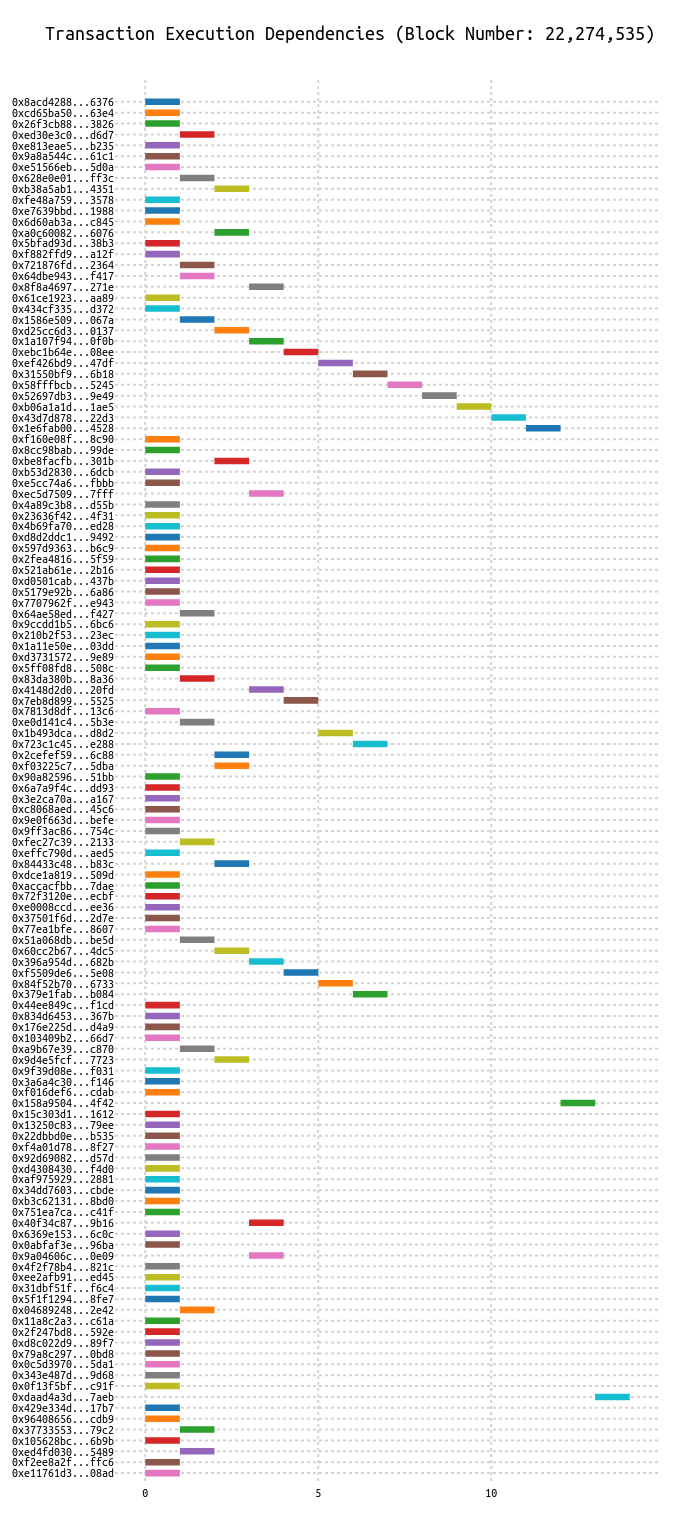 Transaction Execution Dependencies (Block Number: 22,274,535)
0x8acd4288...6376
0xcd65ba50...63e4
0x26f3cb88...3826
0xed30e3c0...d6d7
0xe813eae5...b235
0x9a8a544c...61c1
0xe51566eb...5d0a
0x628e0e01...ff3c
0xb38a5ab1...4351
0xfe48a759...3578
0xe7639bbd...1988
0x6d60ab3a...c845
0xa0c60082...6076
0x5bfad93d...38b3
0xf882ffd9...a12f
0x721876fd...2364
0x64dbe943...f417
0x8f8a4697...271e
0x61ce1923...aa89
0x434cf335...d372
0x1586e509...067a
0xd25cc6d3...0137
0x1a107f94...0f0b
0xebc1b64e...08ee
0xef426bd9...47df
0x31550bf9...6b18
0x58fffbcb...5245
0x52697db3...9e49
0xb06a1a1d...1ae5
0x43d7d878...22d3
0x1e6fab00...4528
0xf160e08f...8c90
0x8cc98bab...99de
0xbe8facfb...301b
0xb53d2830...6dcb
0xe5cc74a6...fbbb
0xec5d7509...7fff
0x4a89c3b8...d55b
0x23636f42...4f31
0x4b69fa70...ed28
0xd8d2ddc1...9492
0x597d9363...b6c9
0x2fea4816...5f59
0x521ab61e...2b16
0xd0501cab...437b
0x5179e92b...6a86
0x7707962f...e943
0x64ae58ed...f427
0x9ccdd1b5...6bc6
0x210b2f53...23ec
0x1a11e50e...03dd
0xd3731572...9e89
0x5ff08fd8...508c
0x83da380b...8a36
0x4148d2d0...20fd
0x7eb8d899...5525
0x7813d8df...13c6
0xe0d141c4...5b3e
0x1b493dca...d8d2
0x723c1c45...e288
0x2cefef59...6c88
0xf03225c7...5dba
0x90a82596...51bb
0x6a7a9f4c...dd93
0x3e2ca70a...a167
0xc8068aed...45c6
0x9e0f663d...befe
0x9ff3ac86...754c
0xfec27c39...2133
0xeffc790d...aed5
0x84433c48...b83c
0xdce1a819...509d
0xaccacfbb...7dae
0x72f3120e...ecbf
0xe0008ccd...ee36
0x37501f6d...2d7e
0x77ea1bfe...8607
0x51a068db...be5d
0x60cc2b67...4dc5
0x396a954d...682b
0xf5509de6...5e08
0x84f52b70...6733
0x379e1fab...b084
0x44ee849c...f1cd
0x834d6453...367b
0x176e225d...d4a9
0x103409b2...66d7
0xa9b67e39...c870
0x9d4e5fcf...7723
0x9f39d08e...f031
0x3a6a4c30...f146
0xf016def6...cdab
0x158a9504...4f42
0x15c303d1...1612
0x13250c83...79ee
0x22dbbd0e...b535
0xf4a01d78...8f27
0x92d69082...d57d
0xd4308430...f4d0
0xaf975929...2881
0x34dd7603...cbde
0xb3c62131...8bd0
0x751ea7ca...c41f
0x40f34c87...9b16
0x6369e153...6c0c
0x0abfaf3e...96ba
0x9a04606c...0e09
0x4f2f78b4...821c
0xee2afb91...ed45
0x31dbf51f...f6c4
0x5f1f1294...8fe7
0x04689248...2e42
0x11a8c2a3...c61a
0x2f247bd8...592e
0xd8c022d9...89f7
0x79a8c297...0bd8
0x0c5d3970...5da1
0x343e487d...9d68
0x0f13f5bf...c91f
0xdaad4a3d...7aeb
0x429e334d...17b7
0x96408656...cdb9
0x37733553...79c2
0x105628bc...6b9b
0xed4fd030...5489
0xf2ee8a2f...ffc6
0xe11761d3...08ad
0 5 10